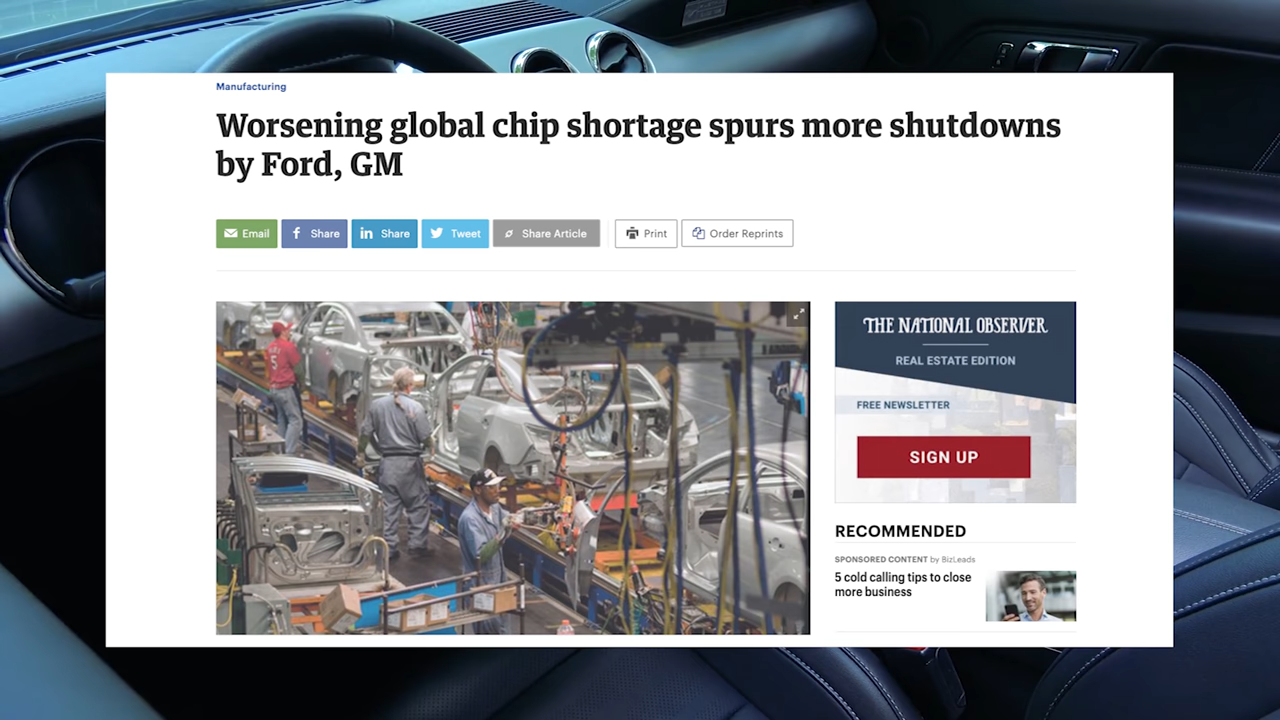 Manufacturing
Worsening global chip shortage spurs more shutdowns
by Ford, GM
Email
Share
Share
Tweet
Share Article
Print
Order Reprints
5
THE NATIONAL OBSERVER
REAL ESTATE EDITION
FREE NEWSLETTER
SIGN UP
RECOMMENDED
SPONSORED CONTENT by BizLeads
5 cold calling tips to close
more business